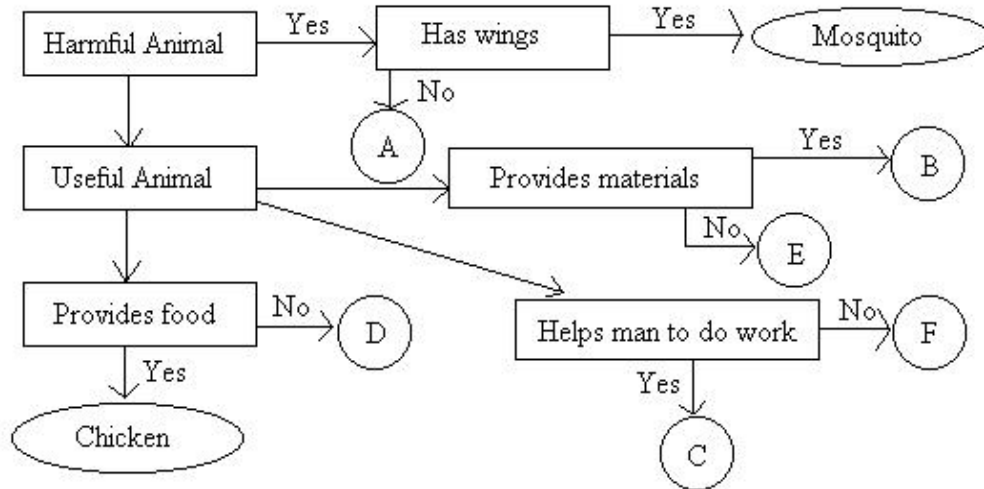 Harmful Animal
Yes
Has wings
Yes
Mosquito
No
A
Useful Animal
Provides materials
Yes
B
No
E
Provides food
No
D
Helps man to do work
No
F
Yes
Chicken
Yes
C